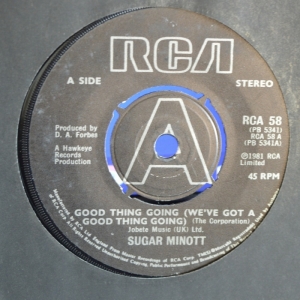 RCA
A SIDE
STEREO
RCA 58
(PB 5341)
RCA 58 A
(PB 5341A)
Produced by
D. A. Forbes
A Hawkeye
Records
Production
A
©1981 RCA
Limited
45 RPM
GOOD THING GOING (WE'VE GOT A
GOOD THING GOING) (The Corporation)
Jobete Music (UK) Ltd.
SUGAR MINOTT